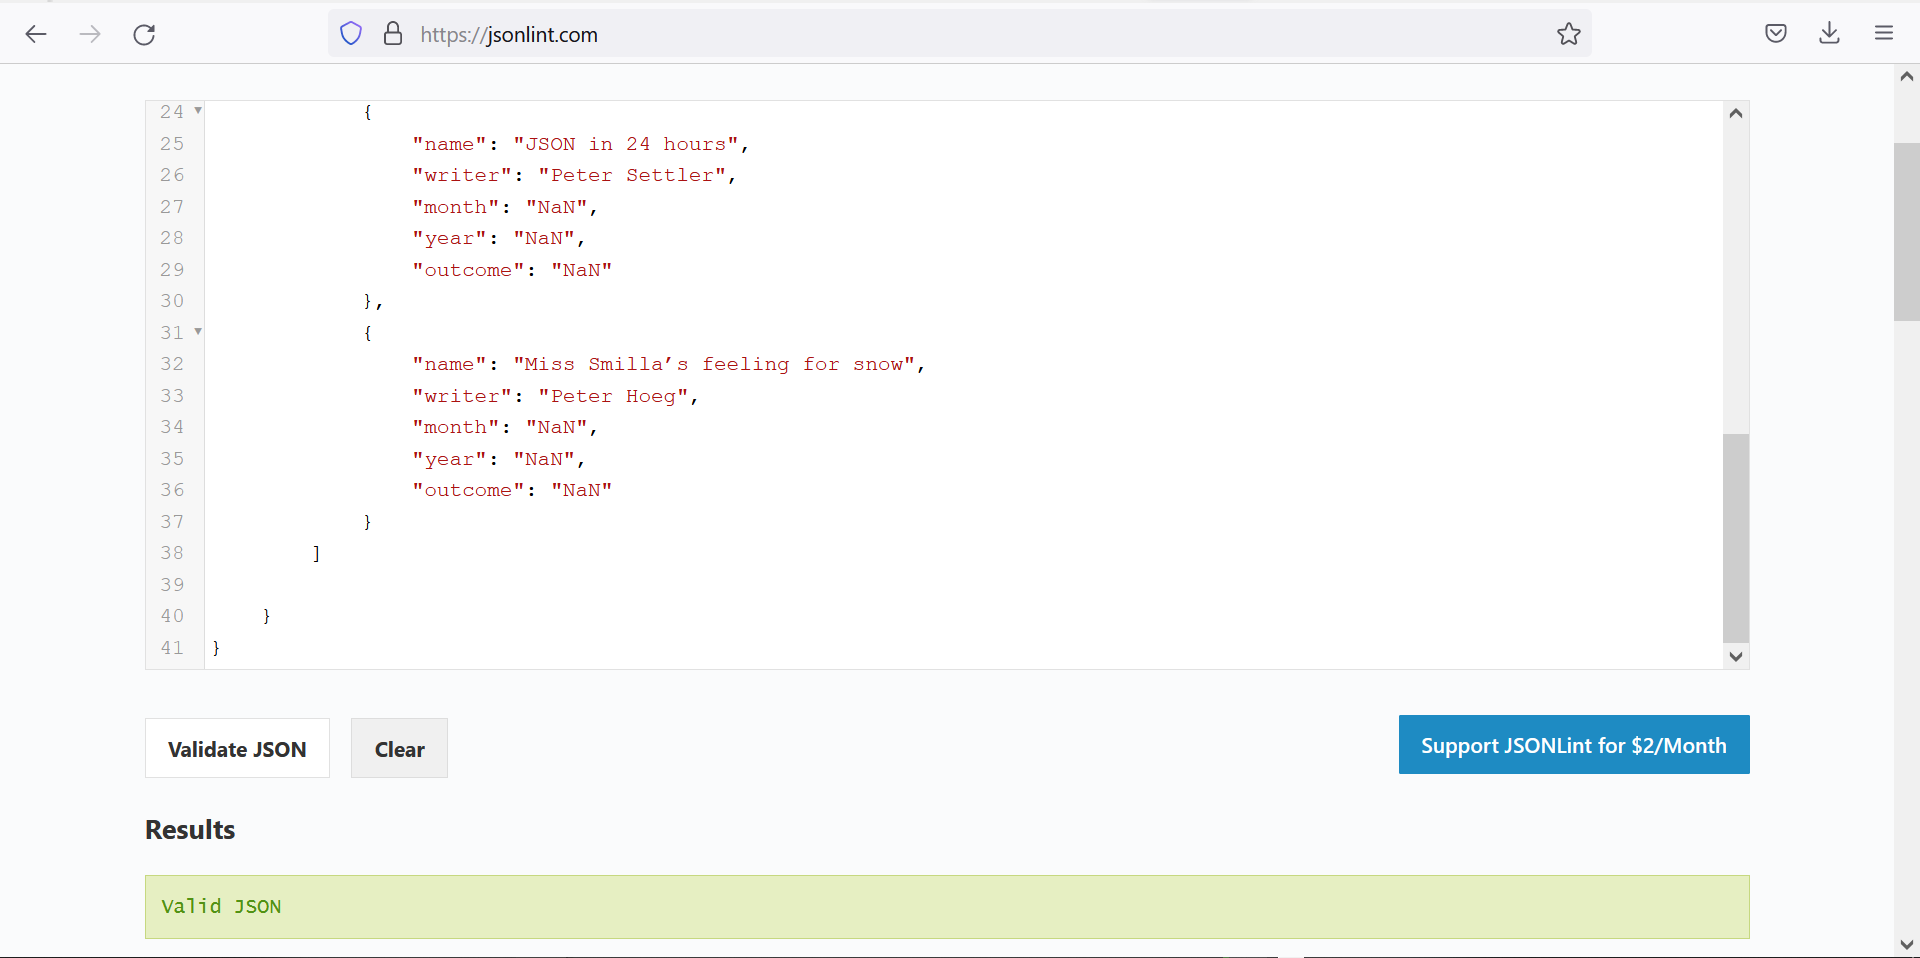 https://jsonlint.com
24 {
25 "name": "JSON in 24 hours",
26 "writer": "Peter Settler",
27 "month": "NaN",
28 "year": "NaN",
29 "outcome": "NaN"
30 },
31 {
32 "name": "Miss Smilla’s feeling for snow",
33 "writer": "Peter Hoeg",
34 "month": "NaN",
35 "year": "NaN",
36 "outcome": "NaN"
37 }
38 ]
39
40 }
41 }
Validate JSON Clear Support JSONLint for $2/Month
Results
Valid JSON